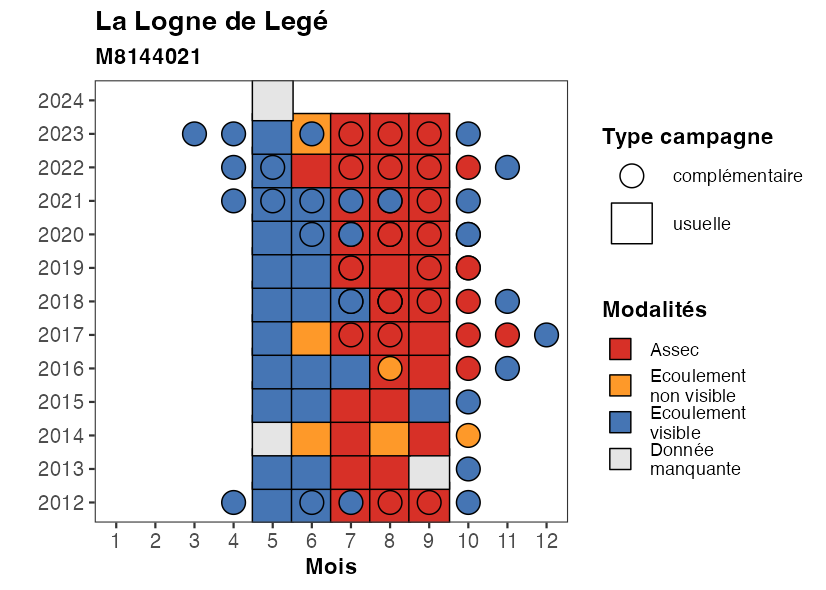 La Logne de Legé
M8144021
2024
2023
2022
2021
2020
2019
2018
2017
2016
2015
2014
2013
2012
1 2 3 4 5 6 7 8 9 10 11 12
Mois
Type campagne
complémentaire
usuelle
Modalités
Assec
Ecoulement
non visible
Ecoulement
visible
Donnée
manquante